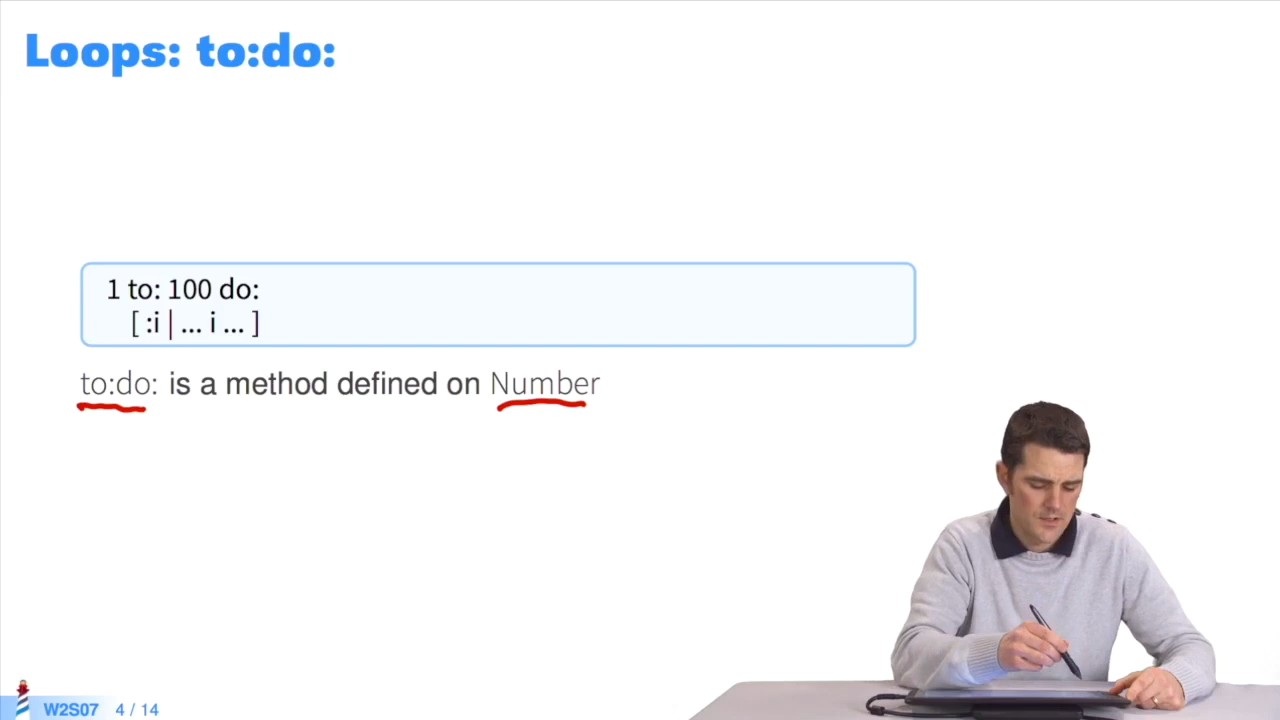 Loops: to:do:
1 to: 100 do:
[ :i | ... i ... ]
to:do: is a method defined on Number
W2S07 4 / 14